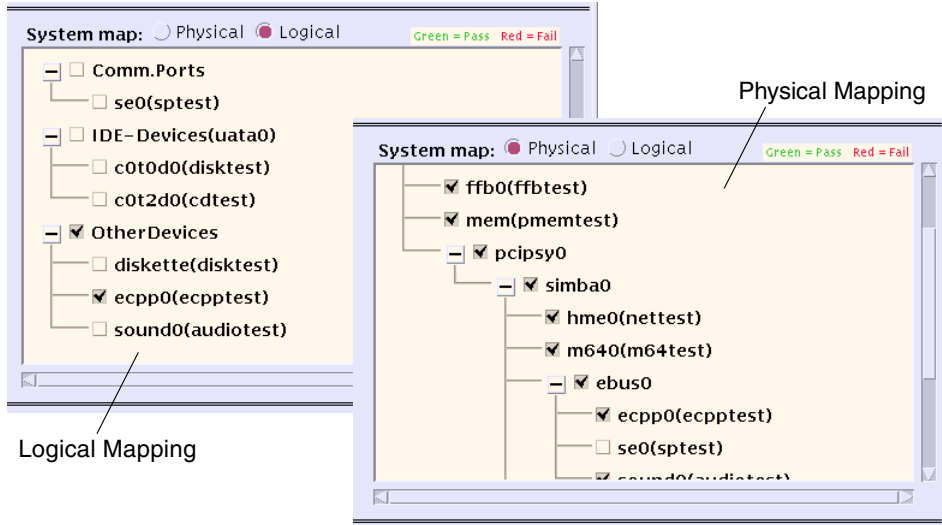 System map: Physical Logical
Green = Pass Red = Fail
Comm.Ports
se0(sptest)
IDE-Devices(uata0)
c0t0d0(disktest)
c0t2d0(cdtest)
OtherDevices
diskette(disktest)
ecpp0(ecpptest)
sound0(audiotest)
Logical Mapping
Physical Mapping
System map: Physical Logical
Green = Pass Red = Fail
ffb0(ffbtest)
mem(pmemtest)
pcipsy0
simba0
hme0(nettest)
m640(m64test)
ebus0
ecpp0(ecpptest)
se0(sptest)
sound0(audiotest)